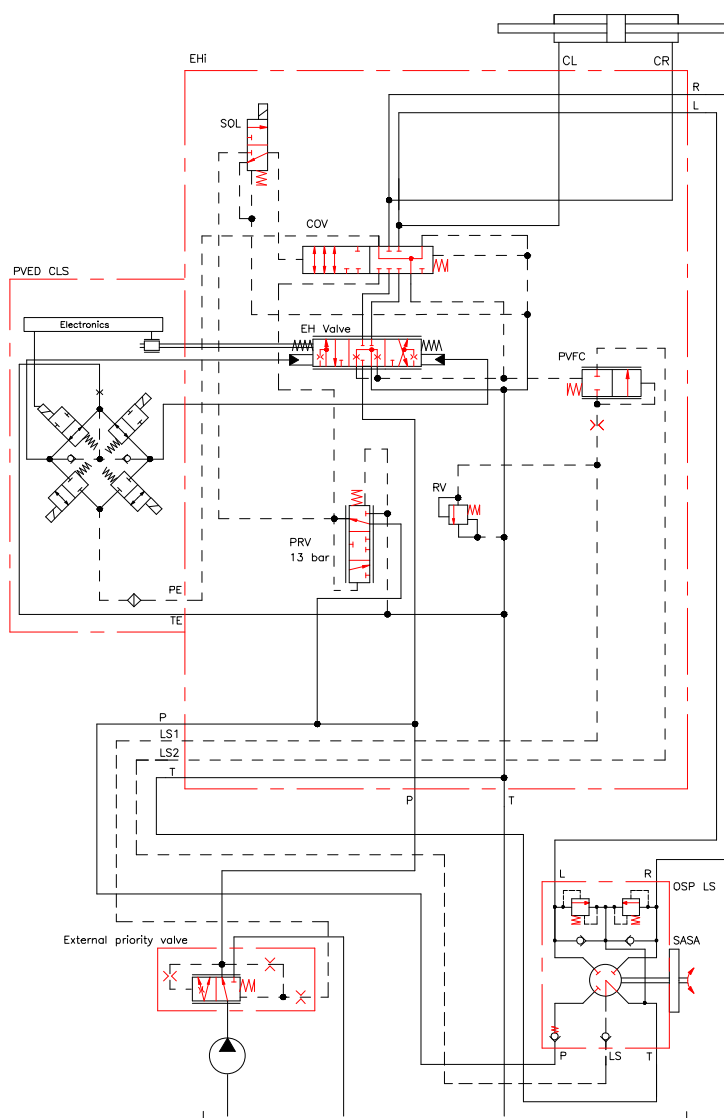 CL CR
EHi
R
L
SOL
COV
PVED CLS
Electronics
EH Valve
PVFC
RV
PRV
13 bar
PE
TE
P
LS1
LS2
T
P T
L R
OSP LS
External priority valve
SASA
P LS T